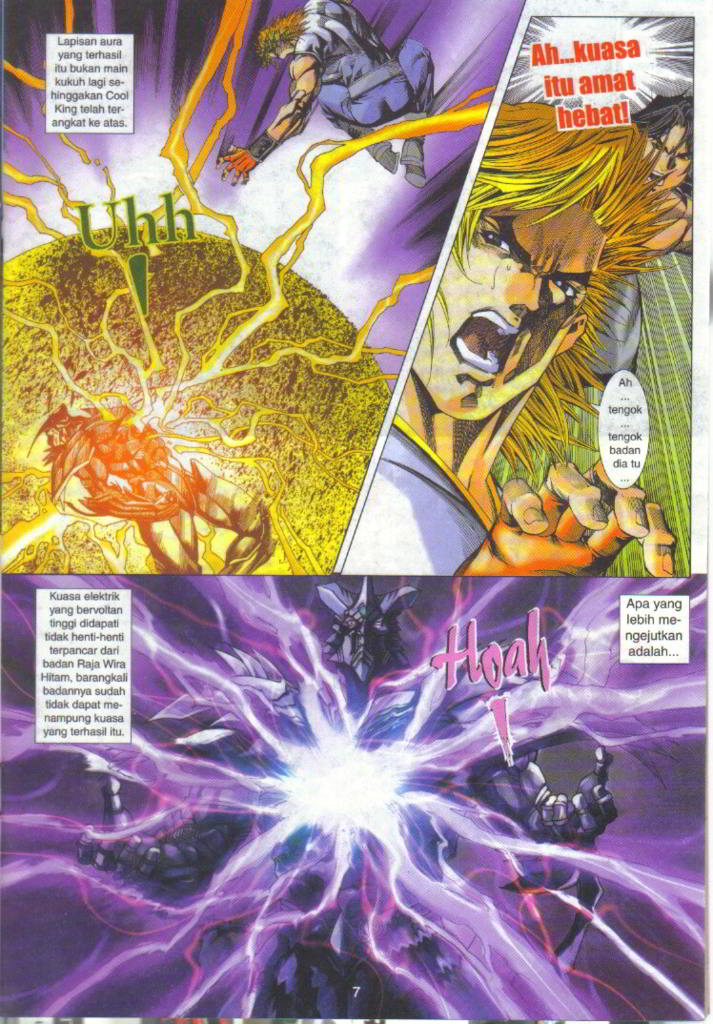 Lapisan aura
yang terhasil
itu bukan main
kukuh lagi se-
hinggakan Cool
King telah ter-
angkat ke atas.
Uhh
!
Ah...kuasa
itu amat
hebat!
Ah
...
tengok
...
tengok
badan
dia tu
...
Kuasa elektrik
yang bervoltan
tinggi didapati
tidak henti-henti
terpancar dari
badan Raja Wira
Hitam, barangkali
badannya sudah
tidak dapat me-
nampung kuasa
yang terhasil itu.
Hoah
!
Apa yang
lebih me-
ngejutkan
adalah...
7